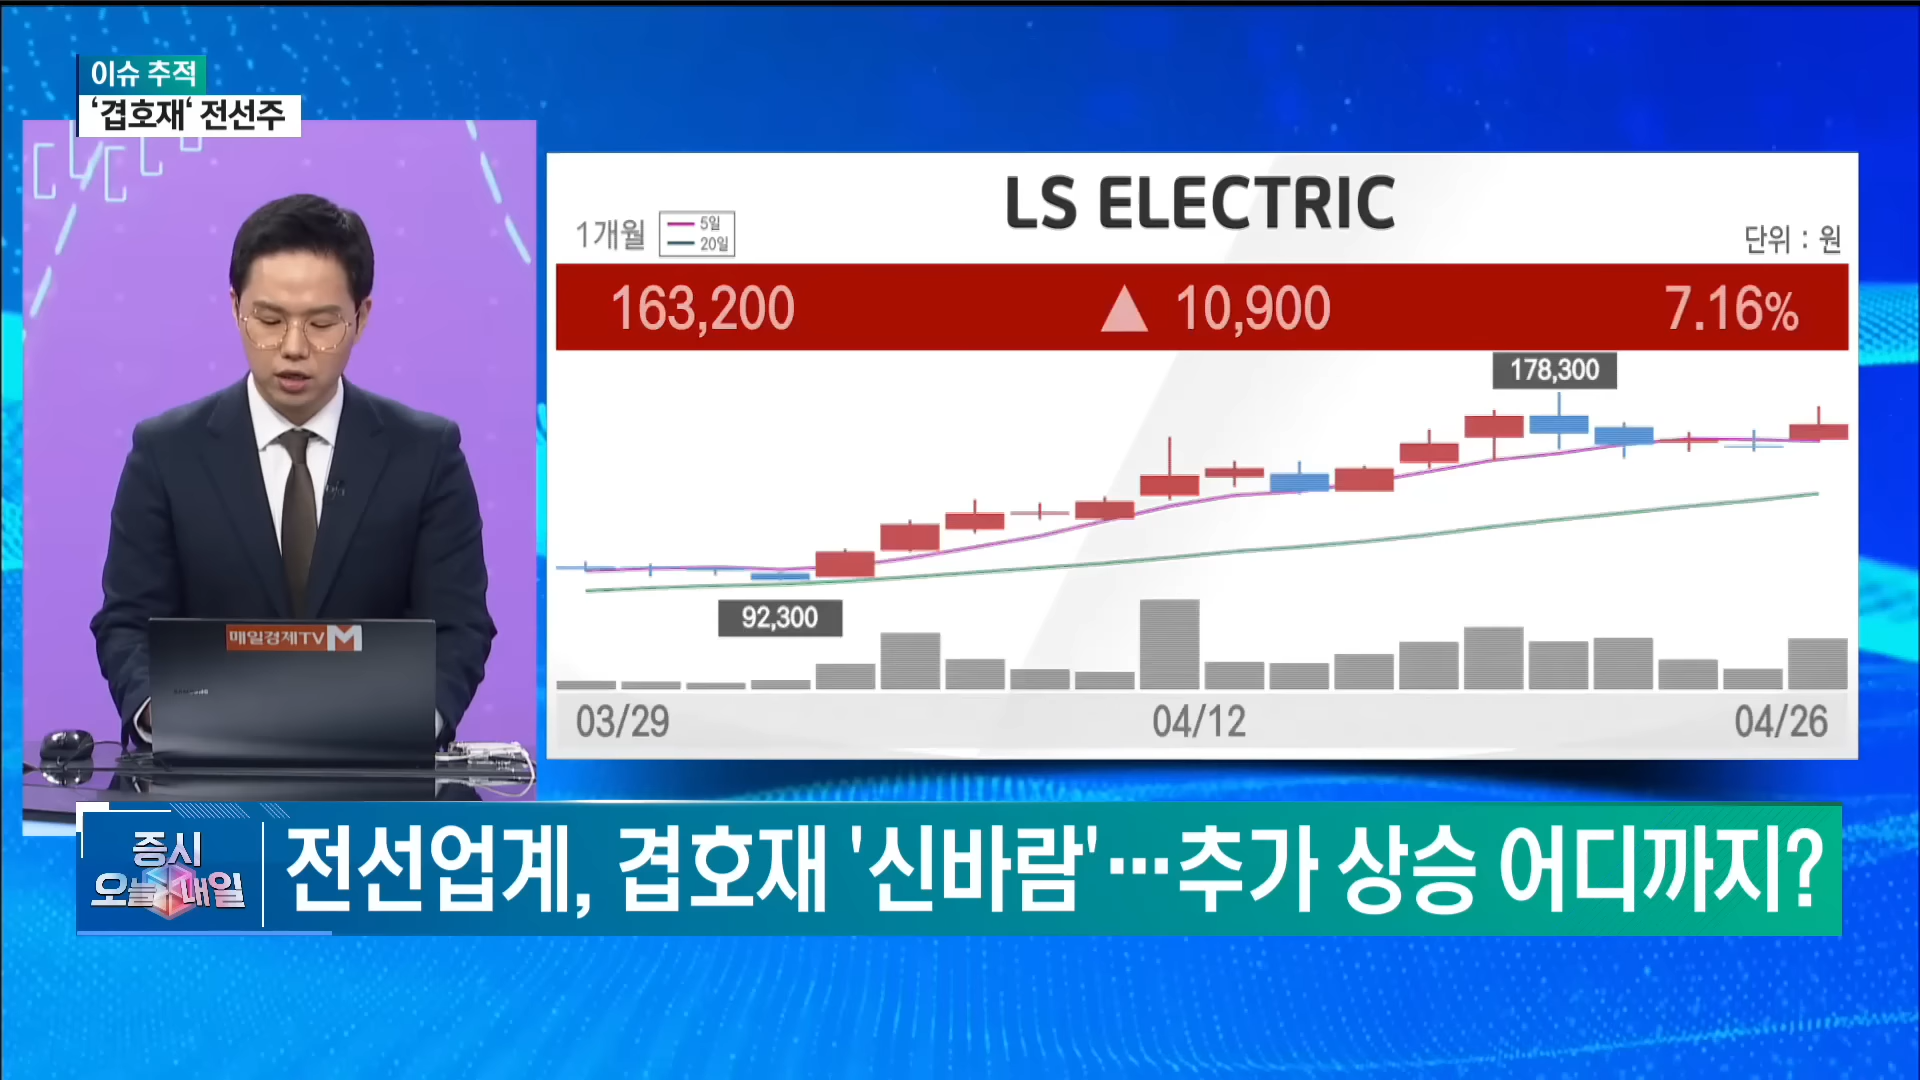 이슈 추적
‘겹호재‘ 전선주
LS ELECTRIC
1개월
5일
20일
단위 : 원
163,200 ▲ 10,900 7.16%
178,300
92,300
03/29 04/12 04/26
매일경제TV M
SAMSUNG
증시
오늘 매일
전선업계, 겹호재 '신바람'…추가 상승 어디까지?